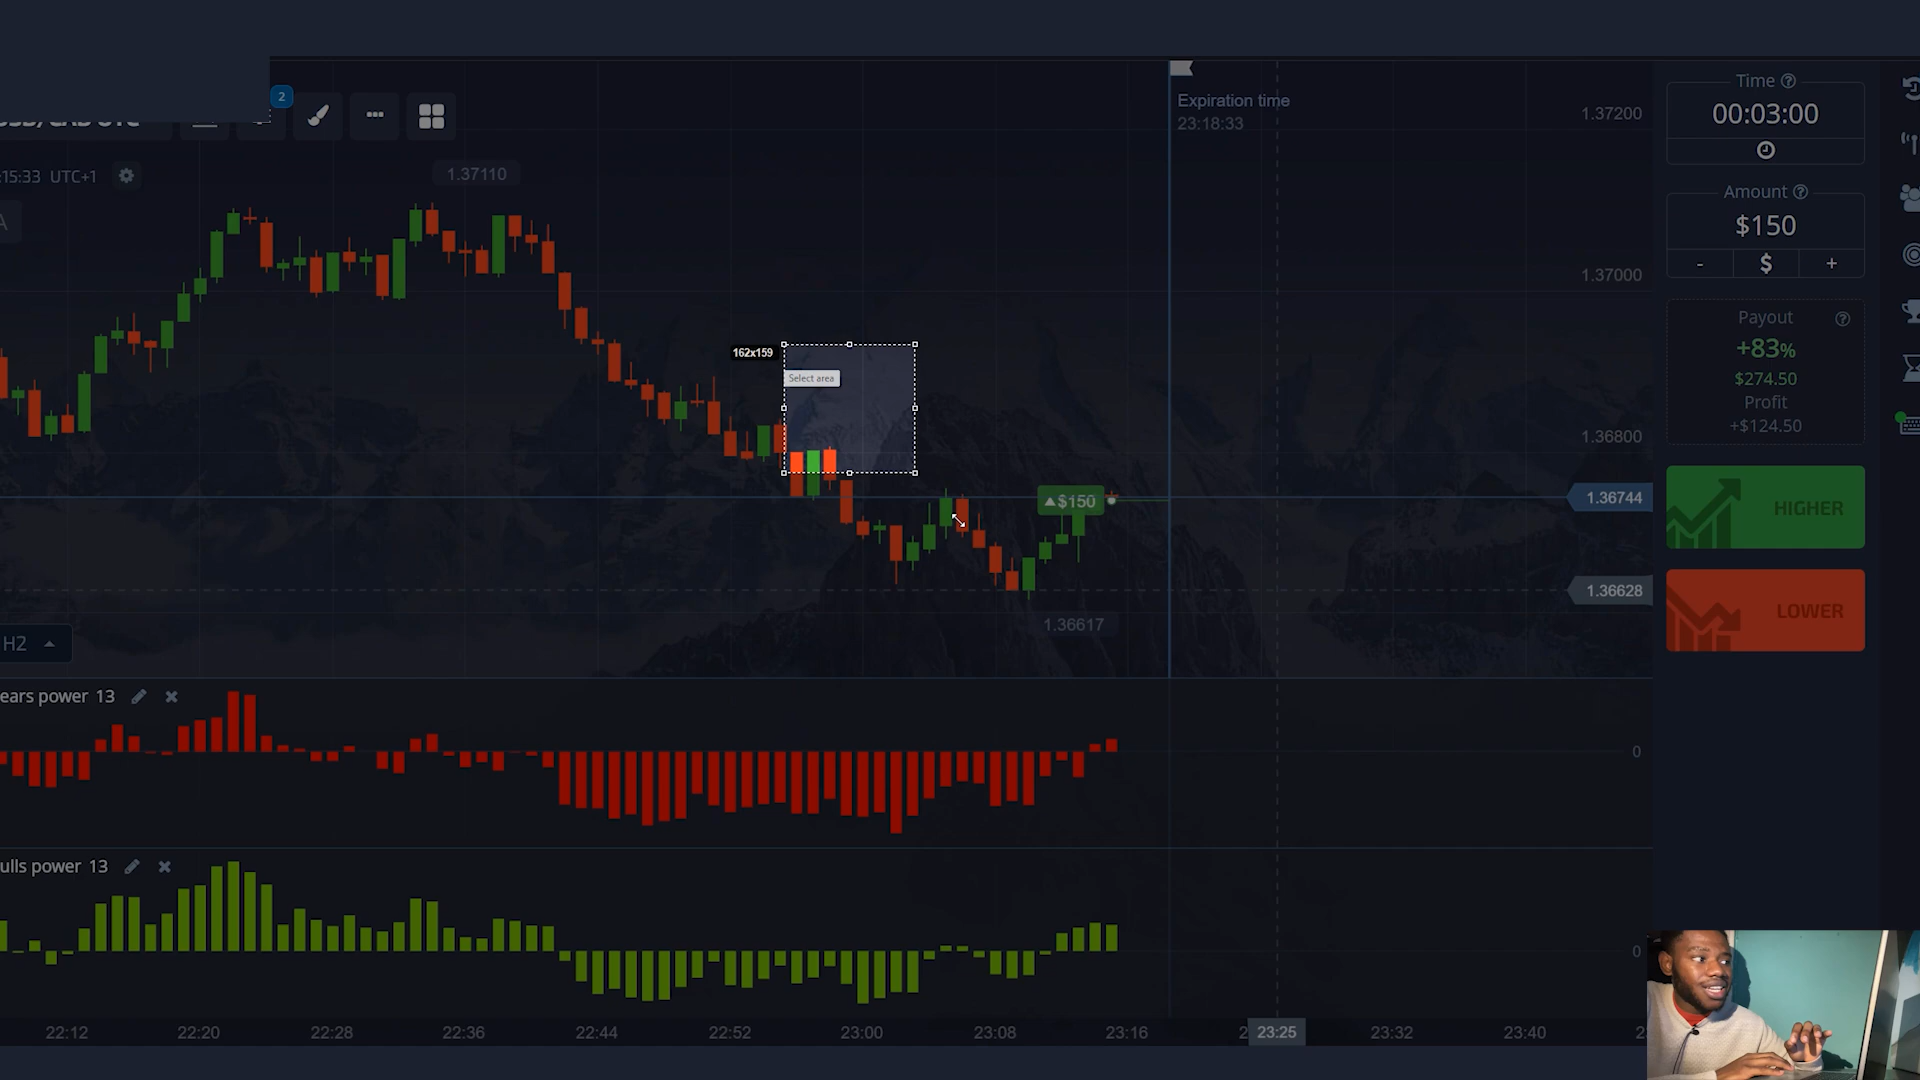 2
Expiration time
23:18:33
1.37200
Time
00:03:00
:15:33 UTC+1
1.37110
Amount
$150
- $ +
1.37000
Payout
+83%
$274.50
Profit
+$124.50
162x159
Select area
1.36800
▲$150
1.36744
HIGHER
1.36628
LOWER
1.36617
H2
ears power 13
0
ulls power 13
0
22:12 22:20 22:28 22:36 22:44 22:52 23:00 23:08 23:16 23:25 23:32 23:40